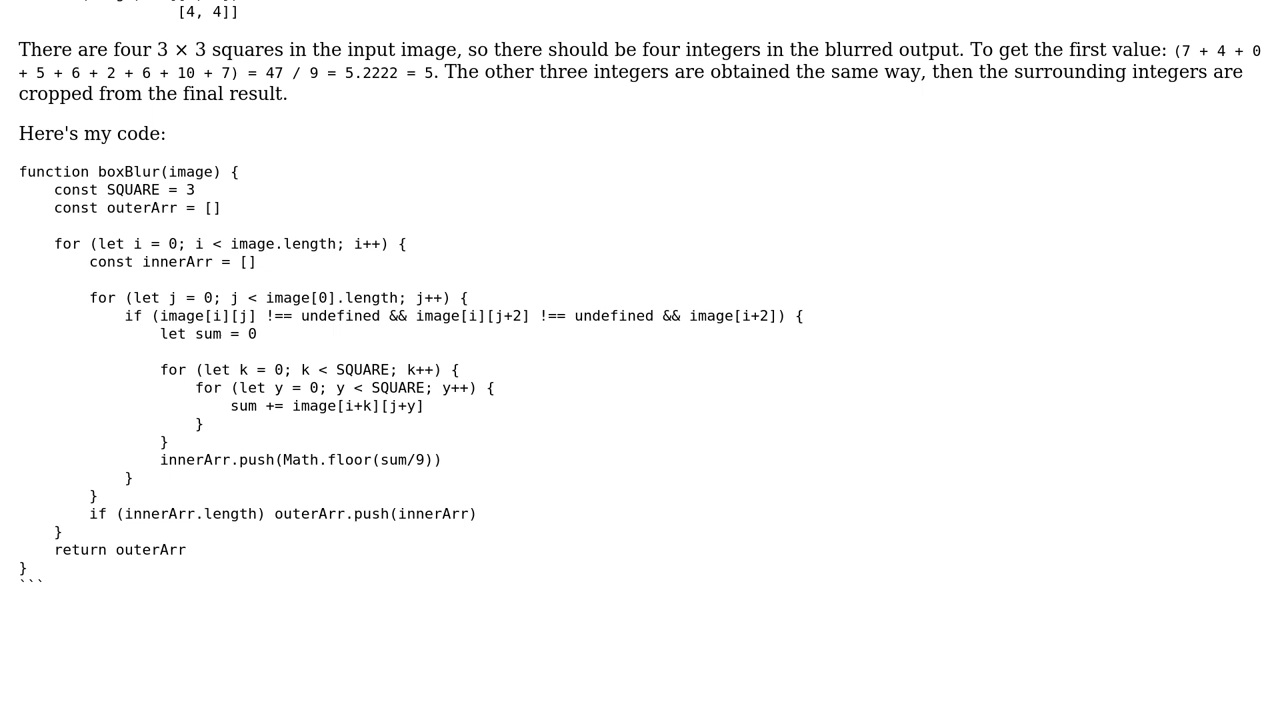 [4, 4]]
There are four 3 × 3 squares in the input image, so there should be four integers in the blurred output. To get the first value: (7 + 4 + 0
+ 5 + 6 + 2 + 6 + 10 + 7) = 47 / 9 = 5.2222 = 5. The other three integers are obtained the same way, then the surrounding integers are
cropped from the final result.
Here's my code:
function boxBlur(image) {
    const SQUARE = 3
    const outerArr = []

    for (let i = 0; i < image.length; i++) {
        const innerArr = []

        for (let j = 0; j < image[0].length; j++) {
            if (image[i][j] !== undefined && image[i][j+2] !== undefined && image[i+2]) {
                let sum = 0

                for (let k = 0; k < SQUARE; k++) {
                    for (let y = 0; y < SQUARE; y++) {
                        sum += image[i+k][j+y]
                    }
                }
                innerArr.push(Math.floor(sum/9))
            }
        }
        if (innerArr.length) outerArr.push(innerArr)
    }
    return outerArr
}
```